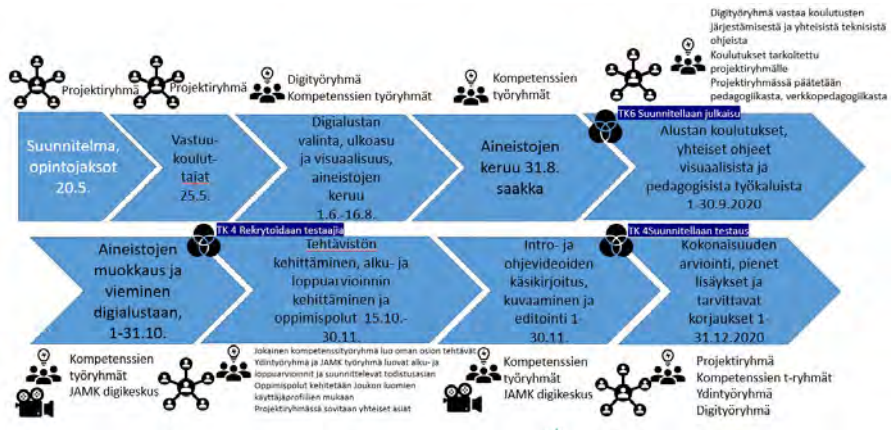 Projektiryhmä
Projektiryhmä
Digityöryhmä
Kompetenssien työryhmät
Kompetenssien
työryhmät
Digityöryhmä vastaa koulutusten
järjestämisestä ja yhteisistä teknisistä
ohjeista
Koulutukset tarkoitettu
projektiryhmälle
Projektiryhmässä päätetään
pedagogiikasta, verkkopedagogiikasta
Suunnitelma,
opintojaksot
20.5.
Vastuu-
koulut-
tajat
25.5.
Digialustan
valinta, ulkoasu
ja visuaalisuus,
aineistojen
keruu
1.6.-16.8.
Aineistojen
keruu 31.8.
saakka
TK6 Suunnitellaan julkaisu
Alustan koulutukset,
yhteiset ohjeet
visuaalisista ja
pedagogisista työkaluista
1-30.9.2020
Aineistojen
muokkaus ja
vieminen
digialustaan,
1-31.10.
TK 4 Rekrytoidaan testaajia
Tehtävistön
kehittäminen, alku- ja
loppuarvioinnin
kehittäminen ja
oppimispolut 15.10.-
30.11.
Intro- ja
ohjevideoiden
käsikirjoitus,
kuvaaminen ja
editointi 1-
30.11.
TK 4Suunnitellaan testaus
Kokonaisuuden
arviointi, pienet
lisäykset ja
tarvittavat
korjaukset 1-
31.12.2020
Kompetenssien
työryhmät
JAMK digikeskus
Jokainen kompetenssityöryhmä luo oman osion tehtävät
Ydintyöryhmä ja JAMK työryhmä luovat alku- ja
loppuarvioinnit ja suunnittelevat todistusasian
Oppimispolut kehitetään Joukon luomien
käyttäjäprofiilien mukaan
Projektiryhmässä sovitaan yhteiset asiat
Kompetenssien
työryhmät
JAMK digikeskus
Projektiryhmä
Kompetenssien t-ryhmät
Ydintyöryhmä
Digityöryhmä